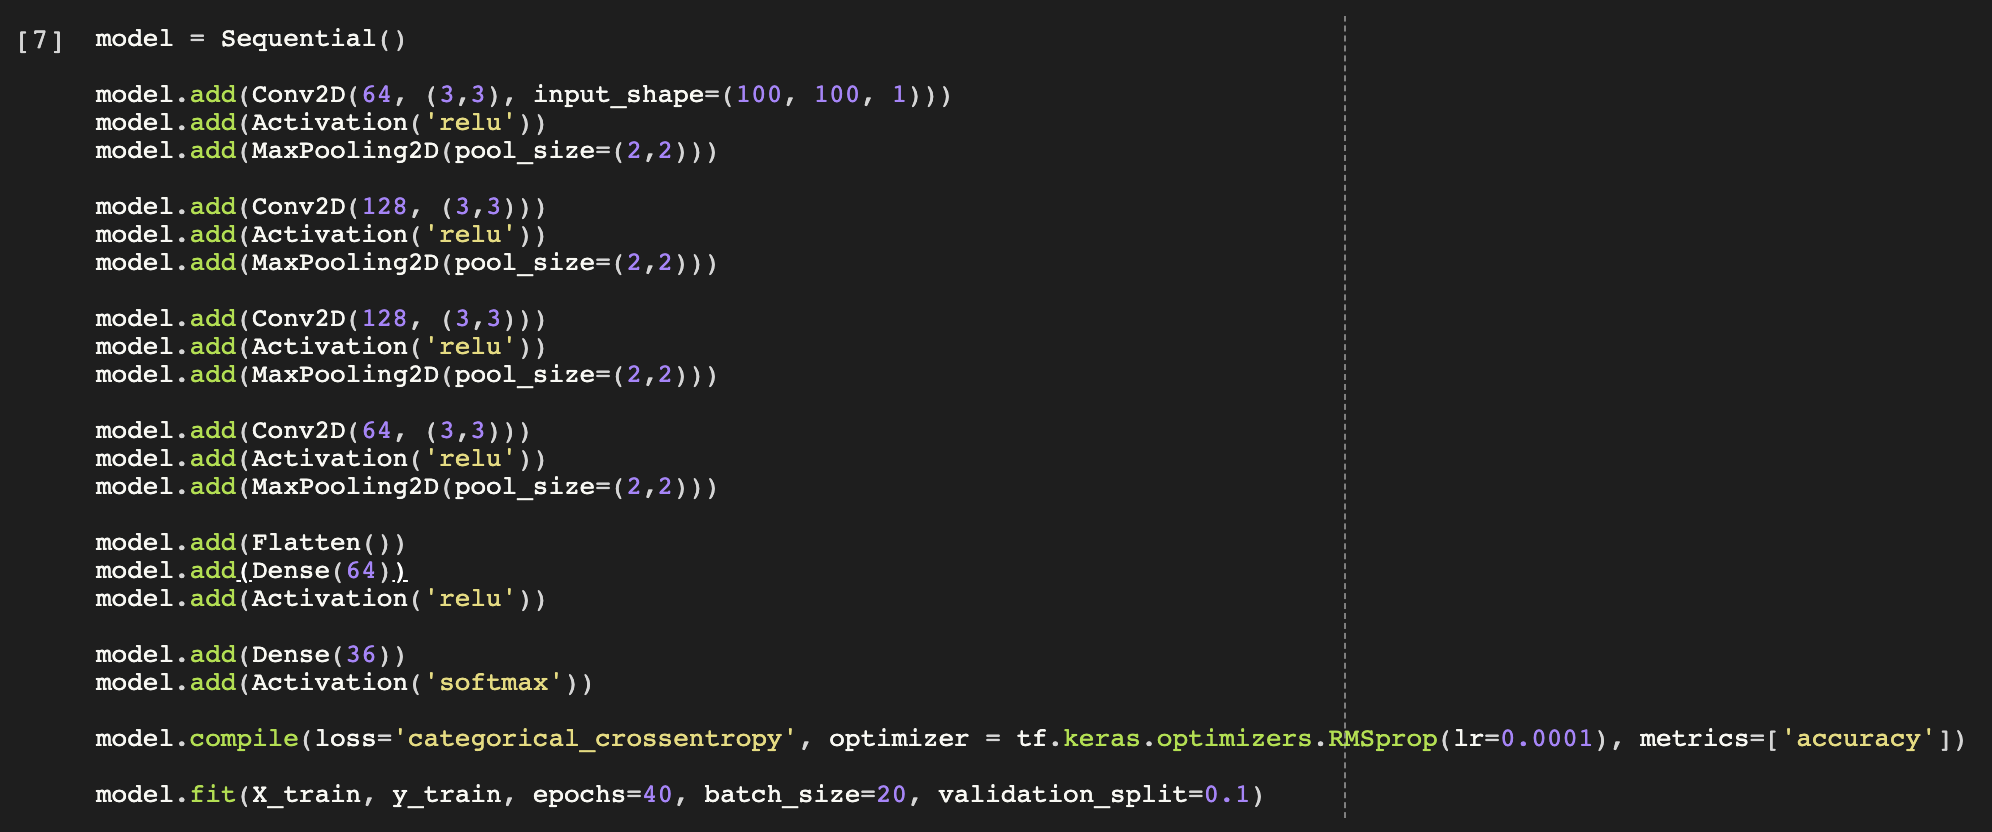 [7] model = Sequential()
model.add(Conv2D(64, (3,3), input_shape=(100, 100, 1)))
model.add(Activation('relu'))
model.add(MaxPooling2D(pool_size=(2,2)))
model.add(Conv2D(128, (3,3)))
model.add(Activation('relu'))
model.add(MaxPooling2D(pool_size=(2,2)))
model.add(Conv2D(128, (3,3)))
model.add(Activation('relu'))
model.add(MaxPooling2D(pool_size=(2,2)))
model.add(Conv2D(64, (3,3)))
model.add(Activation('relu'))
model.add(MaxPooling2D(pool_size=(2,2)))
model.add(Flatten())
model.add(Dense(64))
model.add(Activation('relu'))
model.add(Dense(36))
model.add(Activation('softmax'))
model.compile(loss='categorical_crossentropy', optimizer = tf.keras.optimizers.RMSprop(lr=0.0001), metrics=['accuracy'])
model.fit(X_train, y_train, epochs=40, batch_size=20, validation_split=0.1)